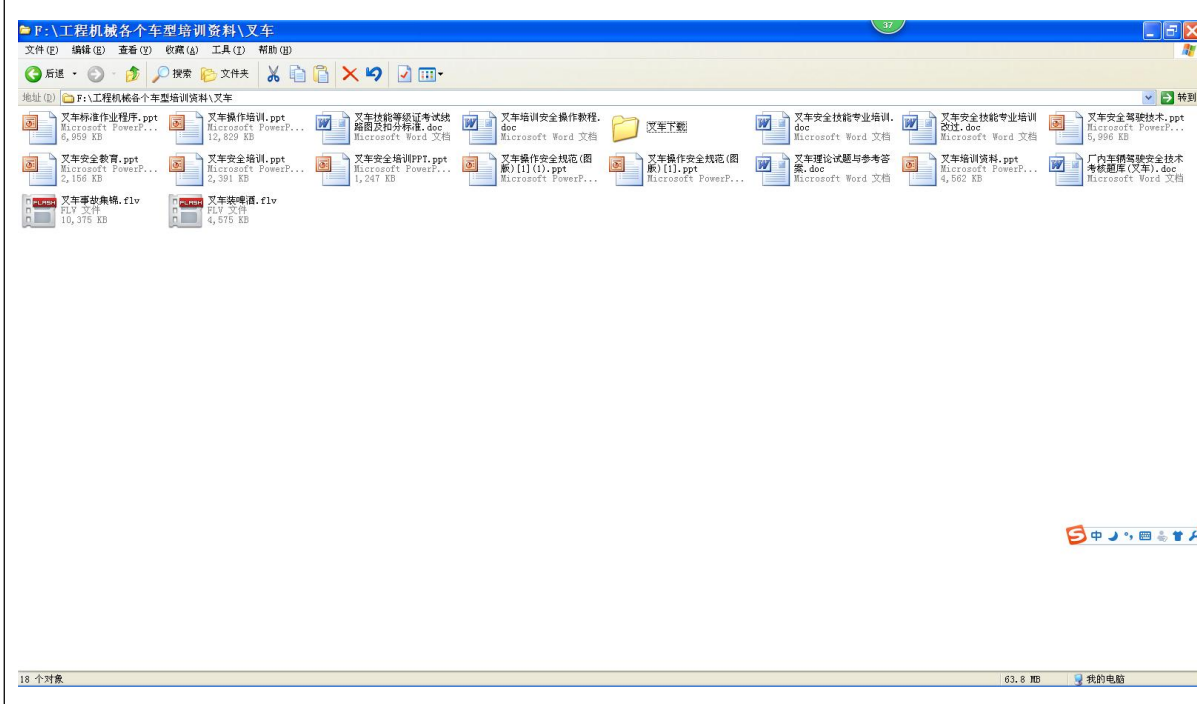 F:\工程机械各个车型培训资料\叉车
37
文件(F) 编辑(E) 查看(V) 收藏(A) 工具(T) 帮助(H)
后退 搜索 文件夹
地址(D) F:\工程机械各个车型培训资料\叉车 转到
叉车标准作业程序.ppt
Microsoft PowerP...
6,959 KB
叉车操作培训.ppt
Microsoft PowerP...
12,829 KB
叉车技能等级证考试线
路图及扣分标准.doc
Microsoft Word 文档
叉车培训安全操作教程.
doc
Microsoft Word 文档
叉车下载
叉车安全技能专业培训.
doc
Microsoft Word 文档
叉车安全技能专业培训
改过.doc
Microsoft Word 文档
叉车安全驾驶技术.ppt
Microsoft PowerP...
5,996 KB
叉车安全教育.ppt
Microsoft PowerP...
2,156 KB
叉车安全培训.ppt
Microsoft PowerP...
2,391 KB
叉车安全培训PPT.ppt
Microsoft PowerP...
1,247 KB
叉车操作安全规范(图
版)[1](1).ppt
Microsoft PowerP...
叉车操作安全规范(图
版)[1].ppt
Microsoft PowerP...
叉车理论试题与参考答
案.doc
Microsoft Word 文档
叉车培训资料.ppt
Microsoft PowerP...
4,562 KB
厂内车辆驾驶安全技术
考核题库(叉车).doc
Microsoft Word 文档
FLASH
叉车事故集锦.flv
FLV 文件
10,375 KB
FLASH
叉车装啤酒.flv
FLV 文件
4,575 KB
中
18 个对象
63.8 MB
我的电脑